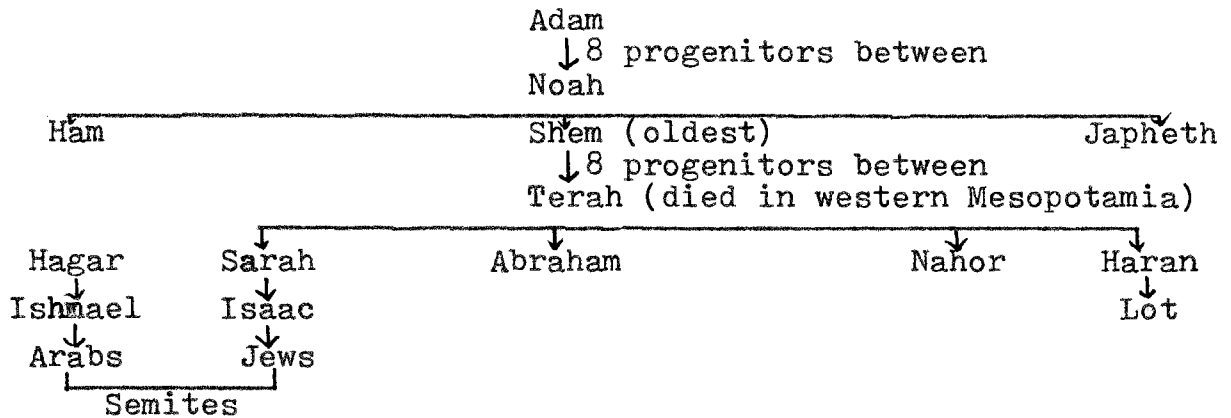 Adam
8 progenitors between
Noah
Ham Shem (oldest) Japheth
8 progenitors between
Terah (died in western Mesopotamia)
Hagar Sarah Abraham Nahor Haran
Ishmael Isaac Lot
Arabs Jews
Semites